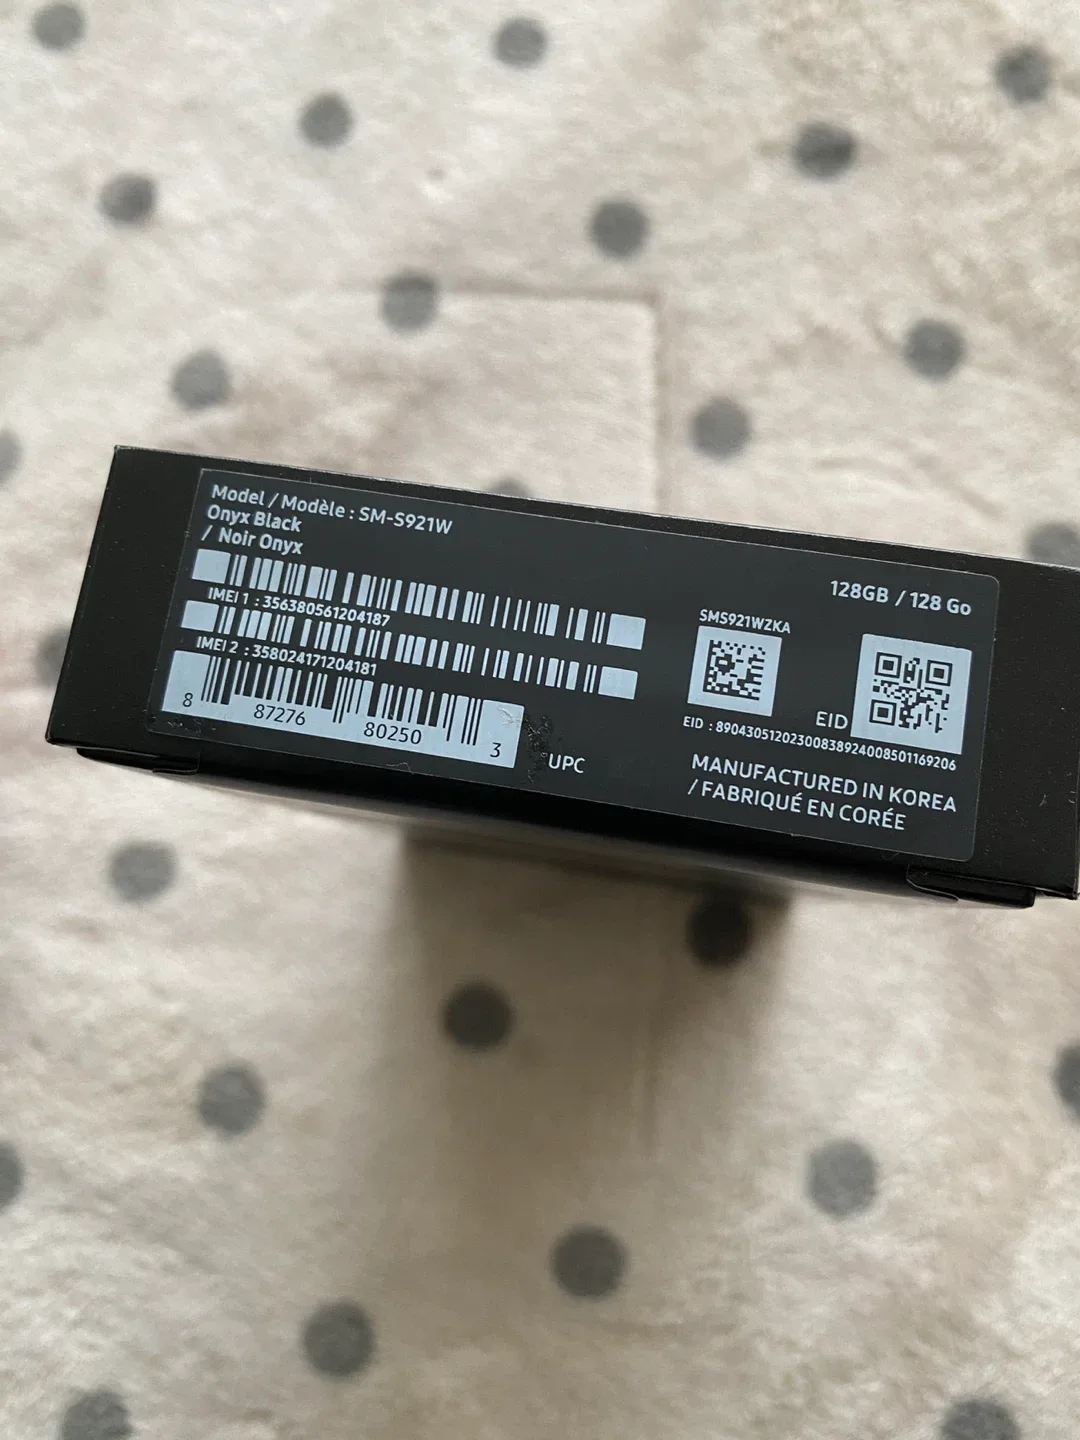 Model / Modèle : SM-S921W
Onyx Black
/ Noir Onyx
IMEI 1 : 356380561204187
IMEI 2 : 358024171204181
8 87276 80250 3
UPC
128GB / 128 Go
SMS921WZKA
EID
EID : 89043051202300838924008501169206
MANUFACTURED IN KOREA
/ FABRIQUÉ EN CORÉE